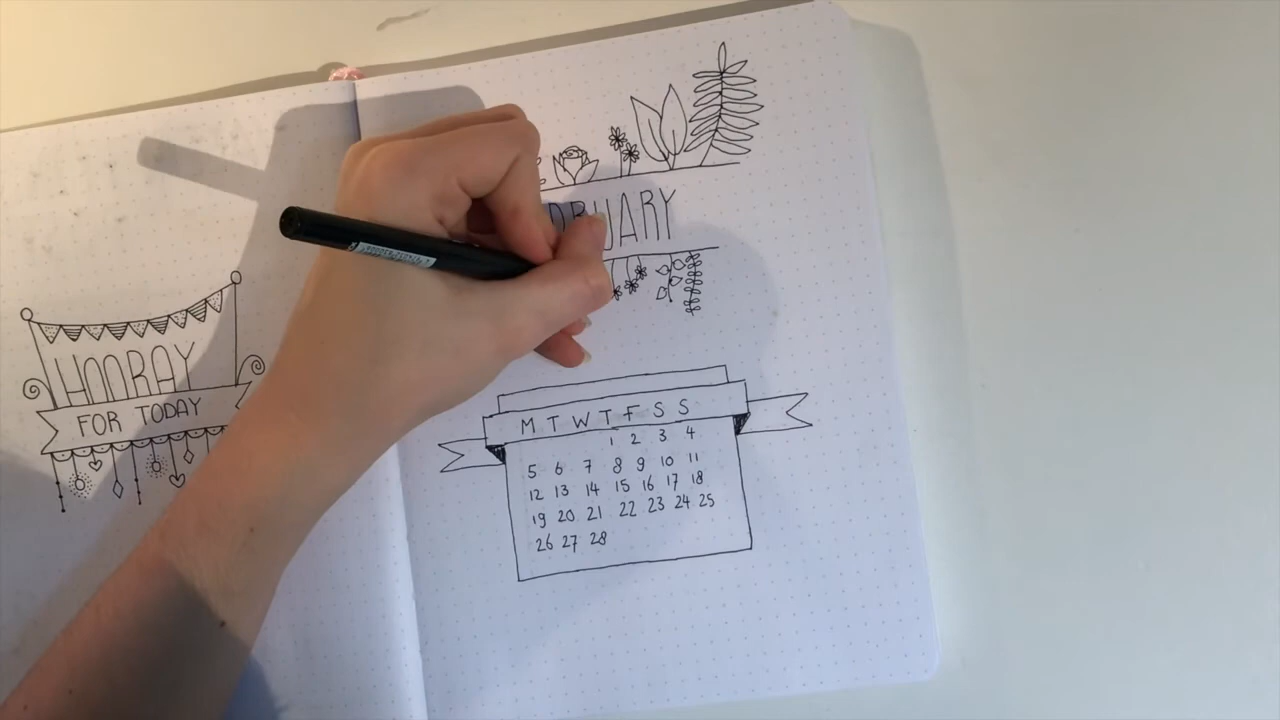 HOORAY
FOR TODAY
BRUARY
M T W T F S S
1 2 3 4
5 6 7 8 9 10 11
12 13 14 15 16 17 18
19 20 21 22 23 24 25
26 27 28